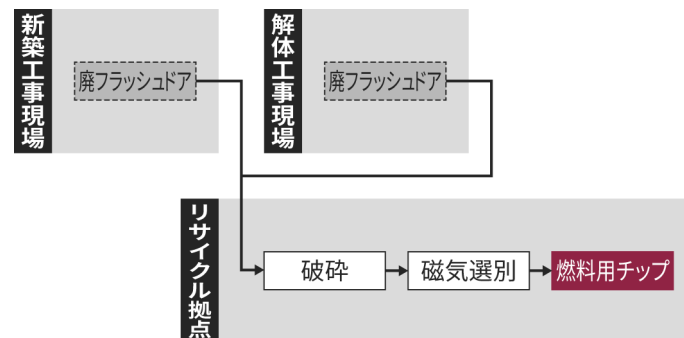 新築工事現場
廃フラッシュドア
解体工事現場
廃フラッシュドア
リサイクル拠点
破砕
磁気選別
燃料用チップ